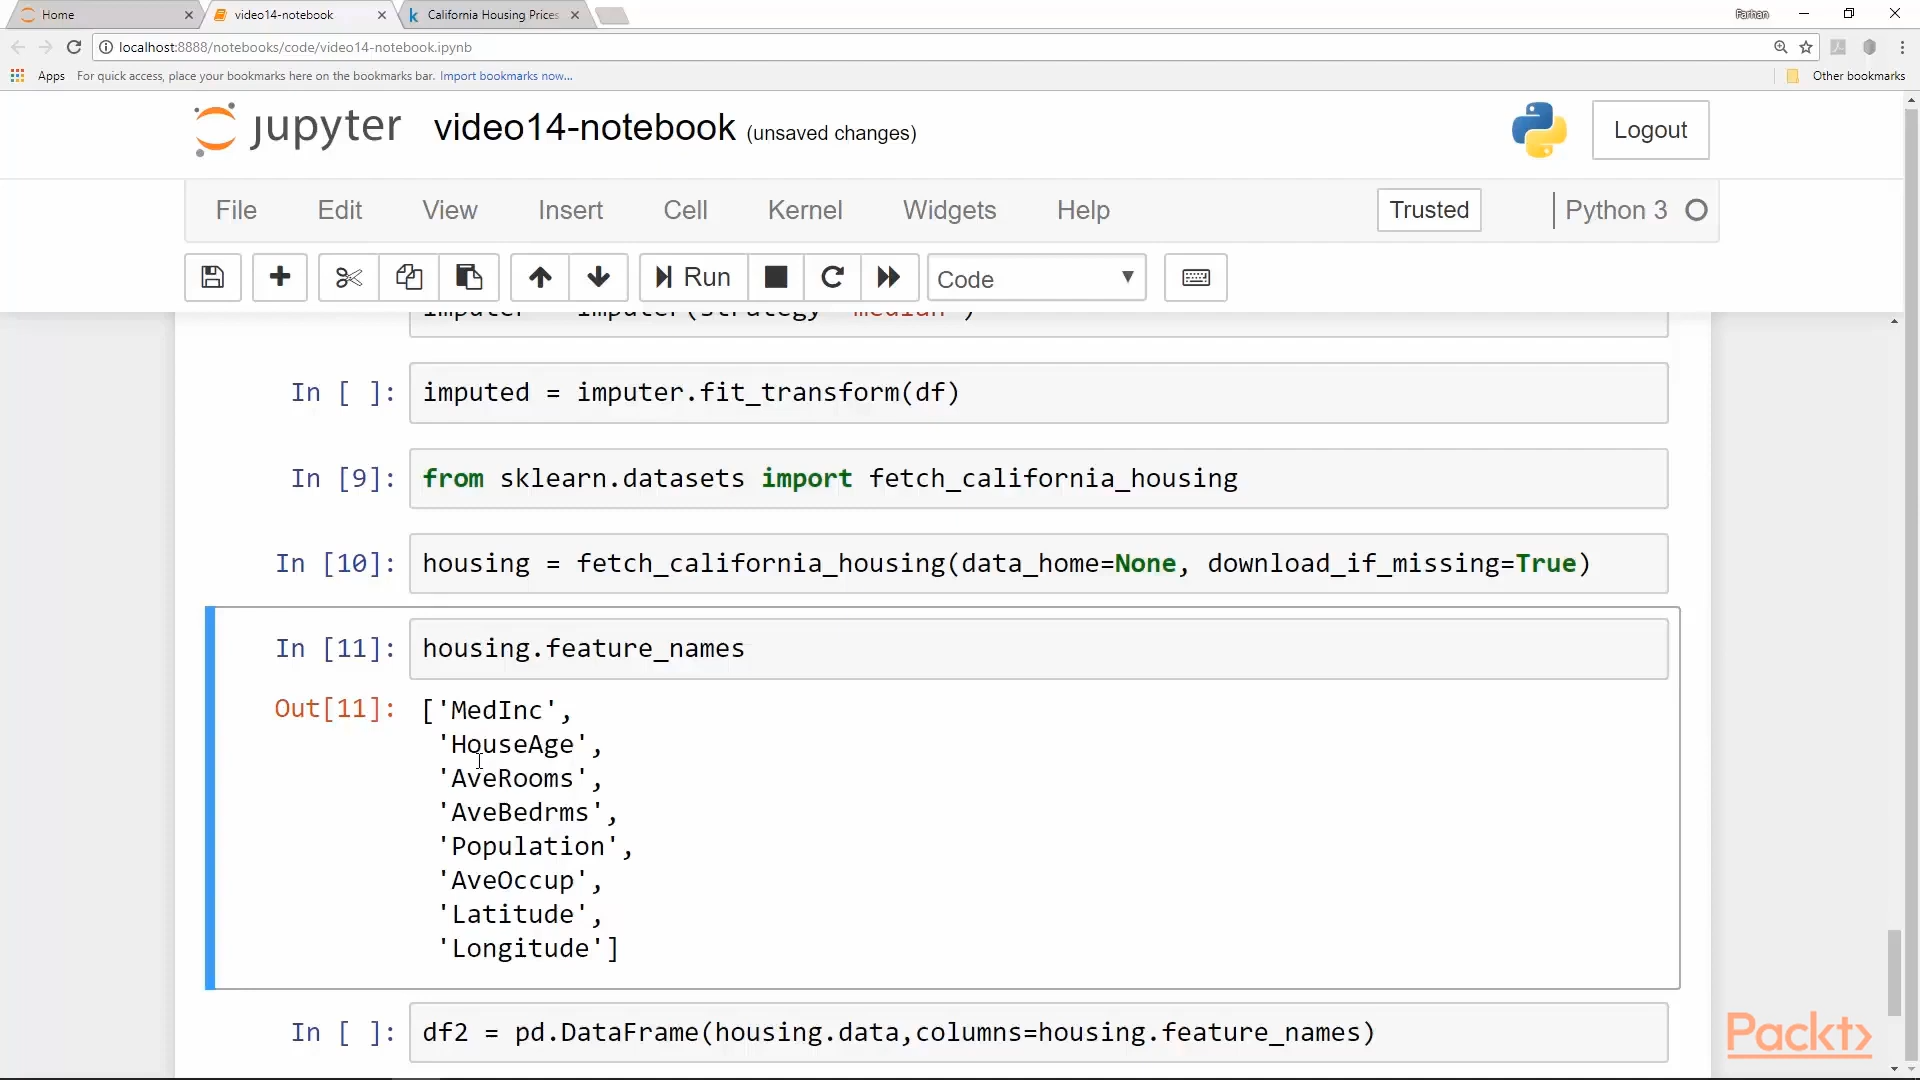 Home
video14-notebook
California Housing Prices
Farhan
localhost:8888/notebooks/code/video14-notebook.ipynb
Apps For quick access, place your bookmarks here on the bookmarks bar. Import bookmarks now... Other bookmarks
jupyter video14-notebook (unsaved changes) Logout
File Edit View Insert Cell Kernel Widgets Help Trusted Python 3
Run Code
In [ ]: imputed = imputer.fit_transform(df)
In [9]: from sklearn.datasets import fetch_california_housing
In [10]: housing = fetch_california_housing(data_home=None, download_if_missing=True)
In [11]: housing.feature_names
Out[11]: ['MedInc',
'HouseAge',
'AveRooms',
'AveBedrms',
'Population',
'AveOccup',
'Latitude',
'Longitude']
In [ ]: df2 = pd.DataFrame(housing.data,columns=housing.feature_names)
Packt>